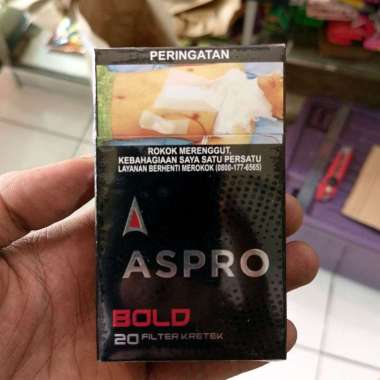 PERINGATAN
ROKOK MERENGGUT,
KEBAHAGIAAN SAYA SATU PERSATU
LAYANAN BERHENTI MEROKOK (0800-177-6565)
ASPRO
BOLD
20 FILTER KRETEK